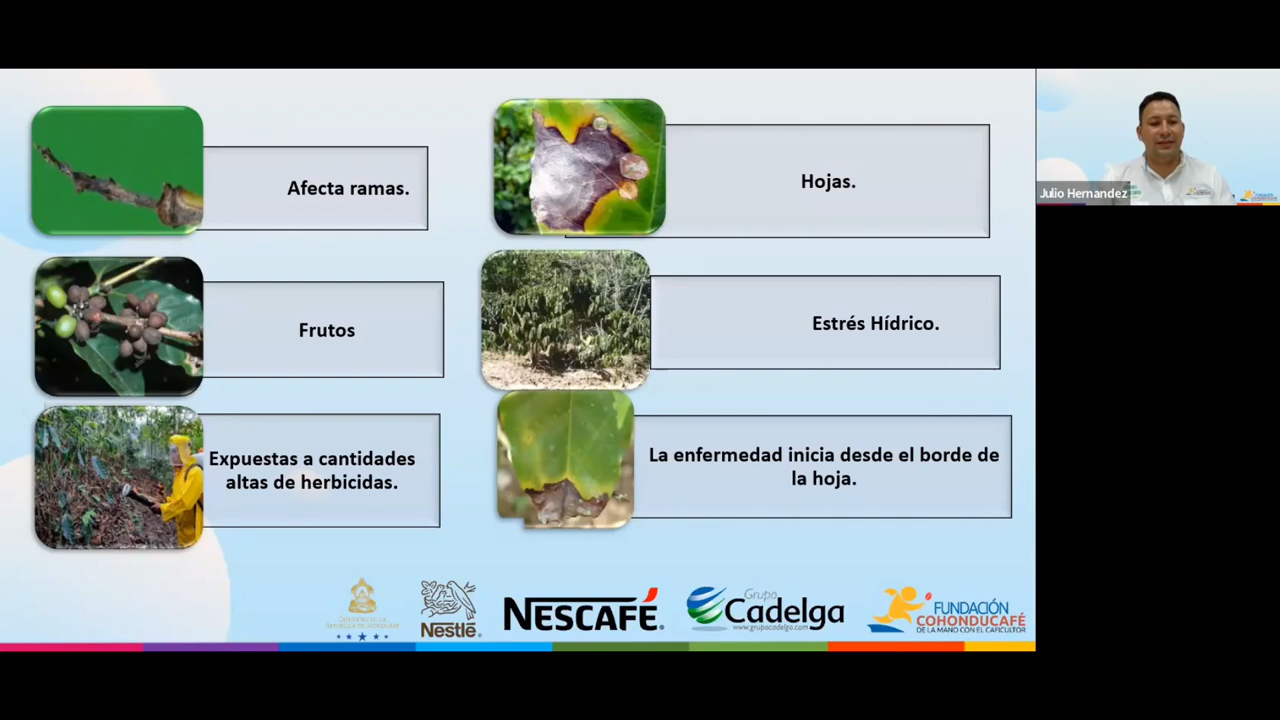 Afecta ramas.
Hojas.
Julio Hernandez
Frutos
Estrés Hídrico.
Expuestas a cantidades
altas de herbicidas.
La enfermedad inicia desde el borde de
la hoja.
Nestlé
NESCAFÉ
Grupo
Cadelga
www.grupocadelga.com
FUNDACIÓN
COHONDUCAFÉ
DE LA MANO CON EL CAFICULTOR